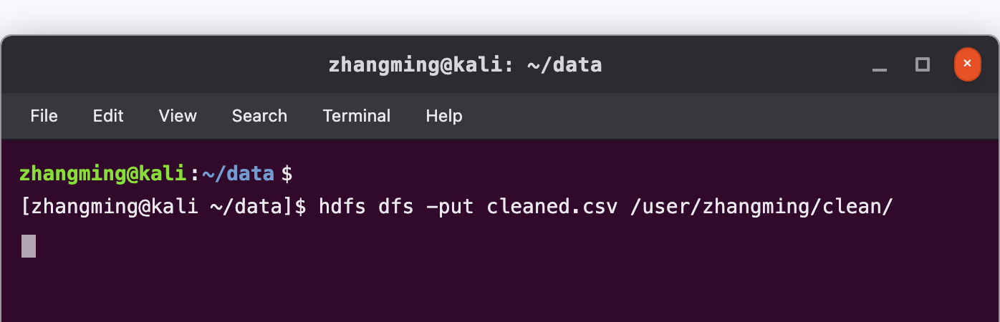 zhangming@kali: ~/data
×
File Edit View Search Terminal Help
zhangming@kali:~/data $
[zhangming@kali ~/data]$ hdfs dfs -put cleaned.csv /user/zhangming/clean/